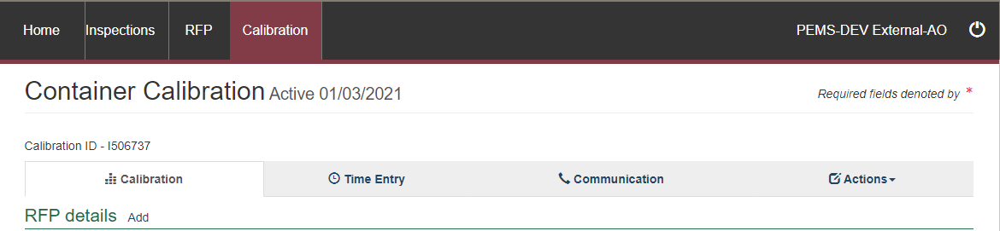 Home Inspections RFP Calibration PEMS-DEV External-AO
Container Calibration Active 01/03/2021 Required fields denoted by *
Calibration ID - I506737
Calibration Time Entry Communication Actions
RFP details Add